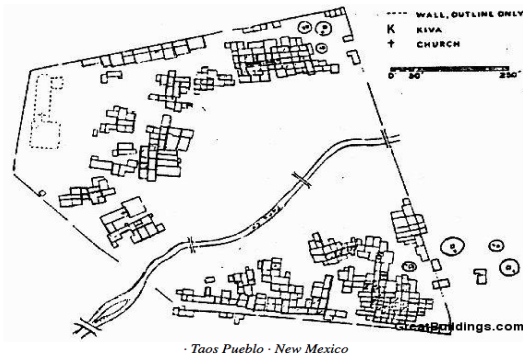 WALL, OUTLINE ONLY
K KIVA
† CHURCH
0' 50' 250'
GreatBuildings.com
· Taos Pueblo · New Mexico